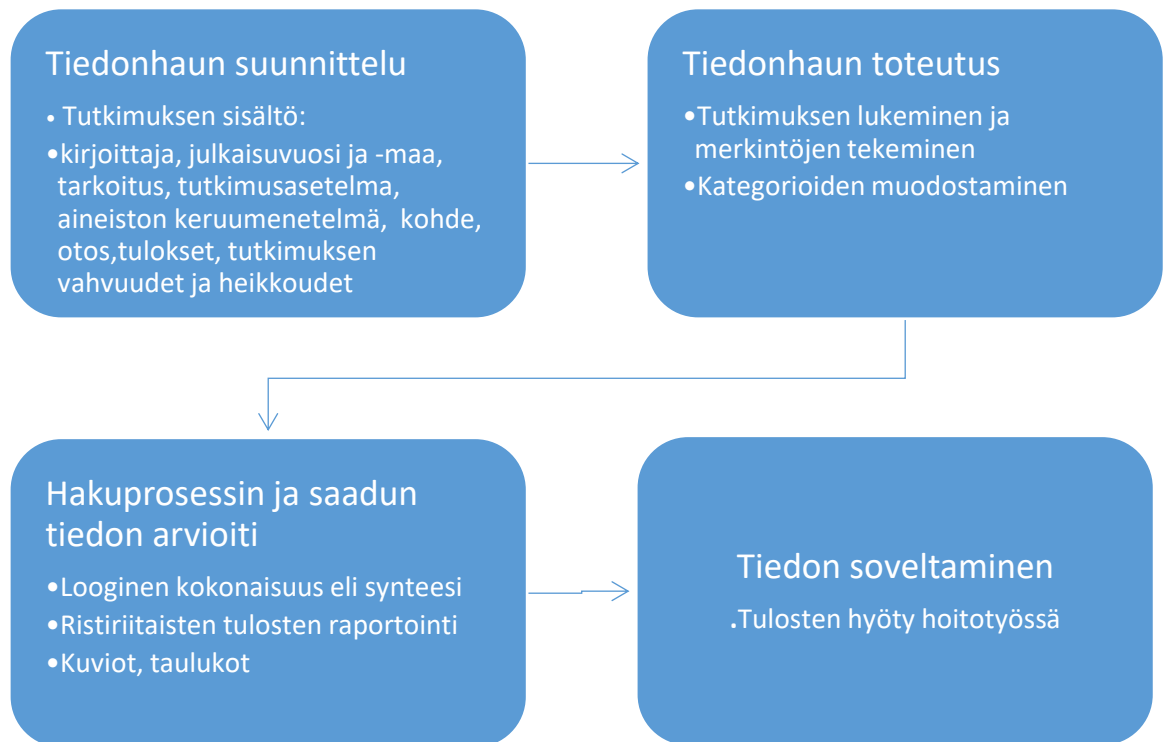 Tiedonhaun suunnittelu
• Tutkimuksen sisältö:
•kirjoittaja, julkaisuvuosi ja -maa,
tarkoitus, tutkimusasetelma,
aineiston keruumenetelmä, kohde,
otos,tulokset, tutkimuksen
vahvuudet ja heikkoudet
Tiedonhaun toteutus
•Tutkimuksen lukeminen ja
merkintöjen tekeminen
•Kategorioiden muodostaminen
Hakuprosessin ja saadun
tiedon arvioiti
•Looginen kokonaisuus eli synteesi
•Ristiriitaisten tulosten raportointi
•Kuviot, taulukot
Tiedon soveltaminen
.Tulosten hyöty hoitotyössä